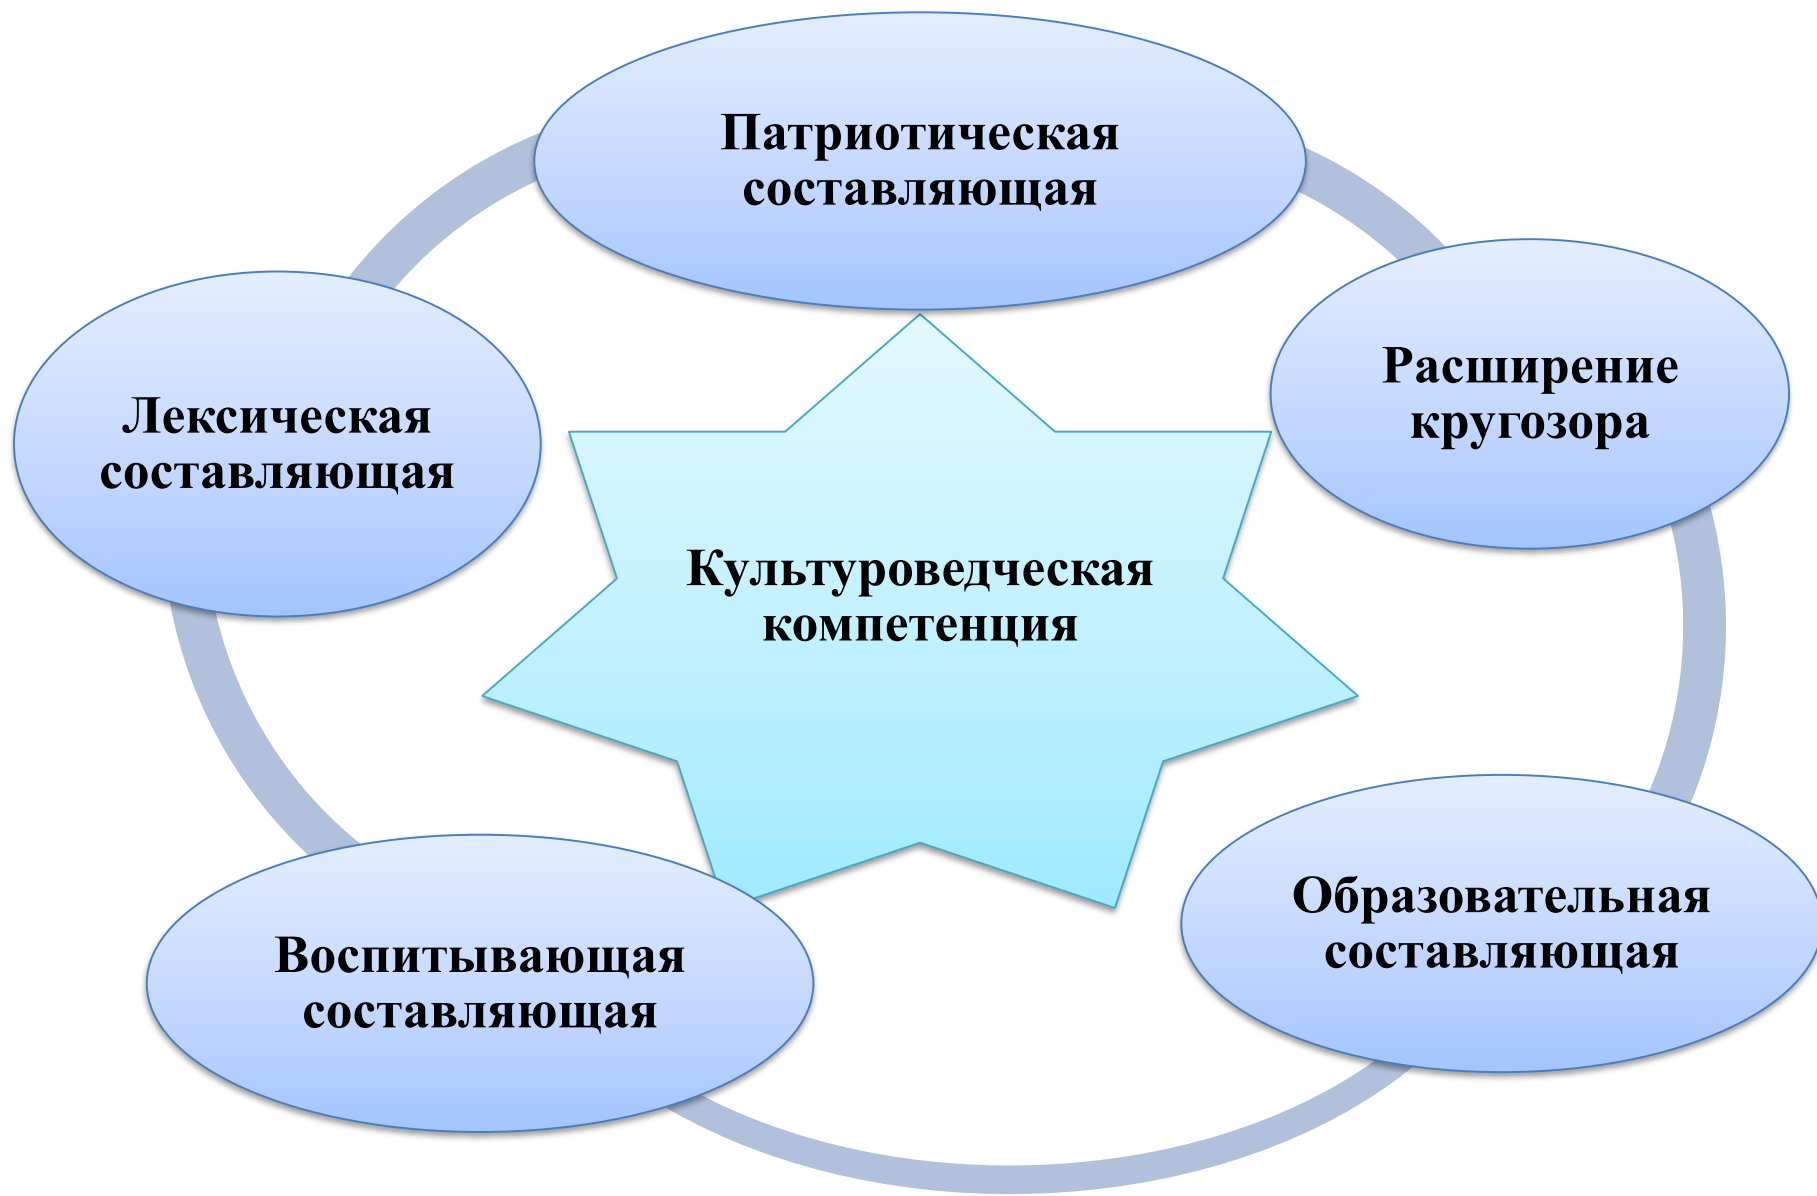 Патриотическая
составляющая
Расширение
кругозора
Лексическая
составляющая
Культуроведческая
компетенция
Образовательная
составляющая
Воспитывающая
составляющая